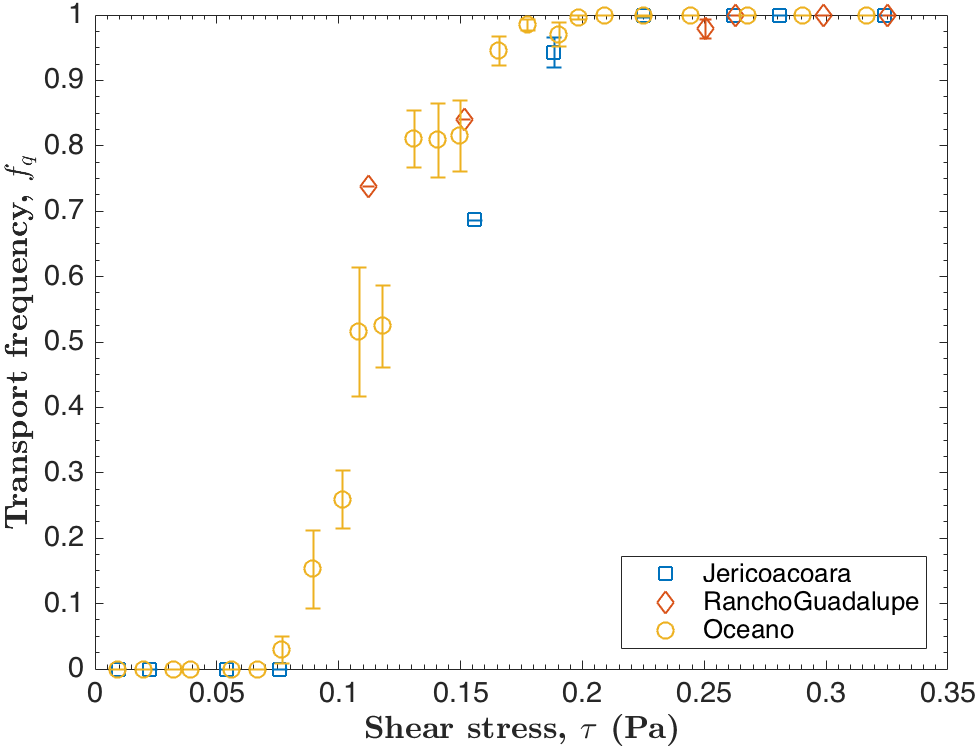 1
0.9
0.8
0.7
0.6
0.5
0.4
0.3
0.2
0.1
0
Transport frequency, f_q
0 0.05 0.1 0.15 0.2 0.25 0.3 0.35
Shear stress, τ (Pa)
Jericoacoara
RanchoGuadalupe
Oceano